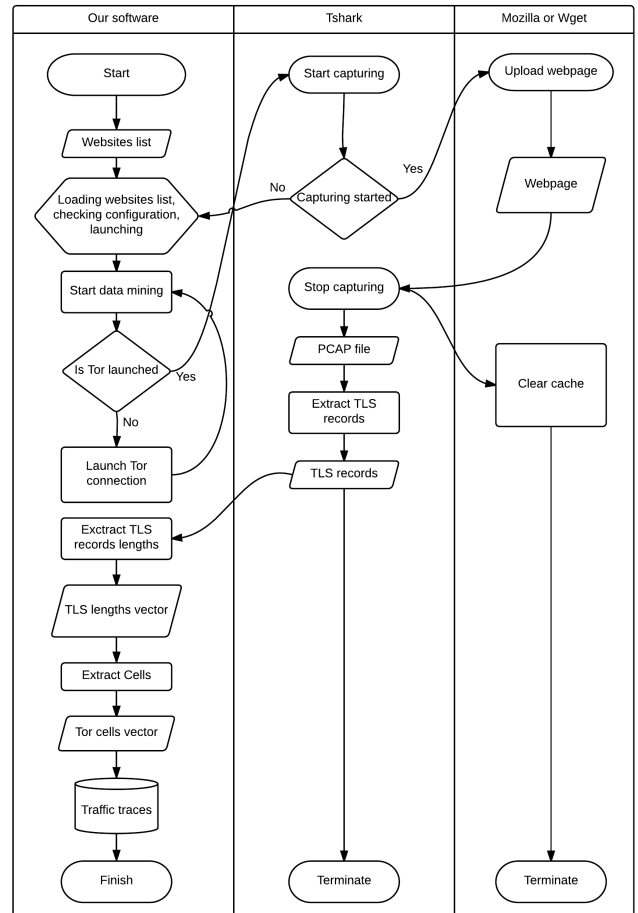 Our software
Tshark
Mozilla or Wget
Start
Websites list
Loading websites list,
checking configuration,
launching
Start data mining
Is Tor launched
Yes
No
Launch Tor
connection
Exctract TLS
records lengths
TLS lengths vector
Extract Cells
Tor cells vector
Traffic traces
Finish
Start capturing
No
Capturing started
Yes
Stop capturing
PCAP file
Extract TLS
records
TLS records
Terminate
Upload webpage
Webpage
Clear cache
Terminate